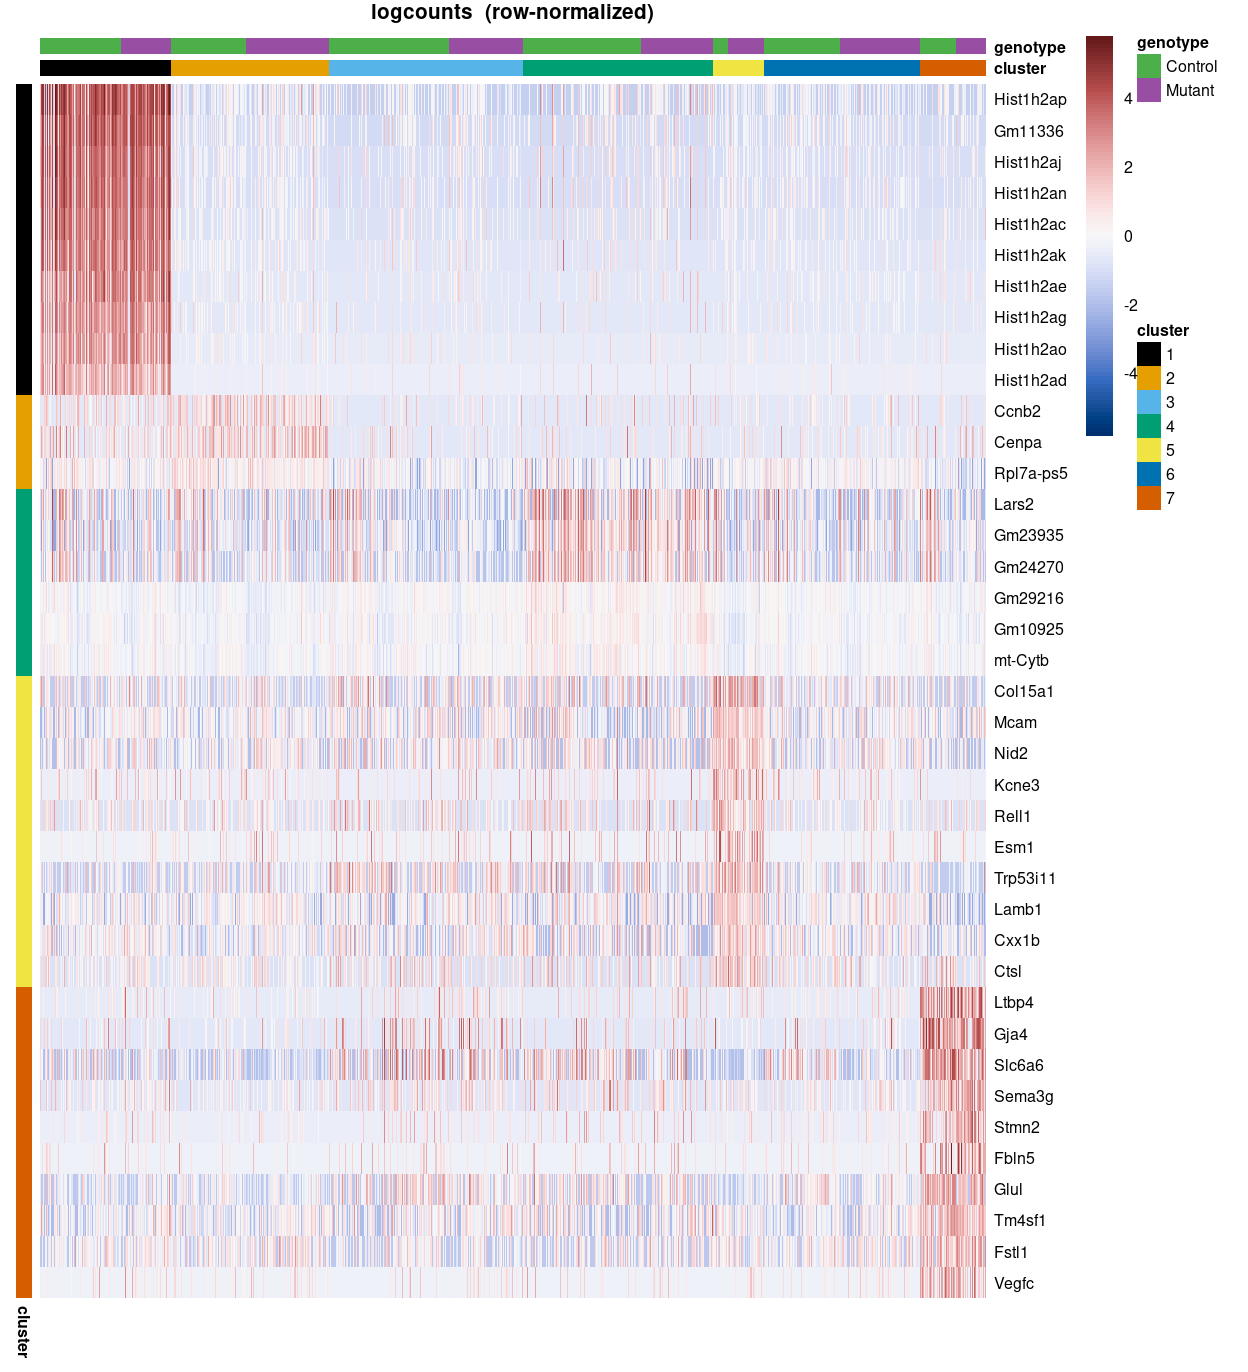 logcounts (row-normalized)
genotype
cluster
Hist1h2ap
Gm11336
Hist1h2aj
Hist1h2an
Hist1h2ac
Hist1h2ak
Hist1h2ae
Hist1h2ag
Hist1h2ao
Hist1h2ad
Ccnb2
Cenpa
Rpl7a-ps5
Lars2
Gm23935
Gm24270
Gm29216
Gm10925
mt-Cytb
Col15a1
Mcam
Nid2
Kcne3
Rell1
Esm1
Trp53i11
Lamb1
Cxx1b
Ctsl
Ltbp4
Gja4
Slc6a6
Sema3g
Stmn2
Fbln5
Glul
Tm4sf1
Fstl1
Vegfc
cluster
4
2
0
-2
-4
genotype
Control
Mutant
cluster
1
2
3
4
5
6
7